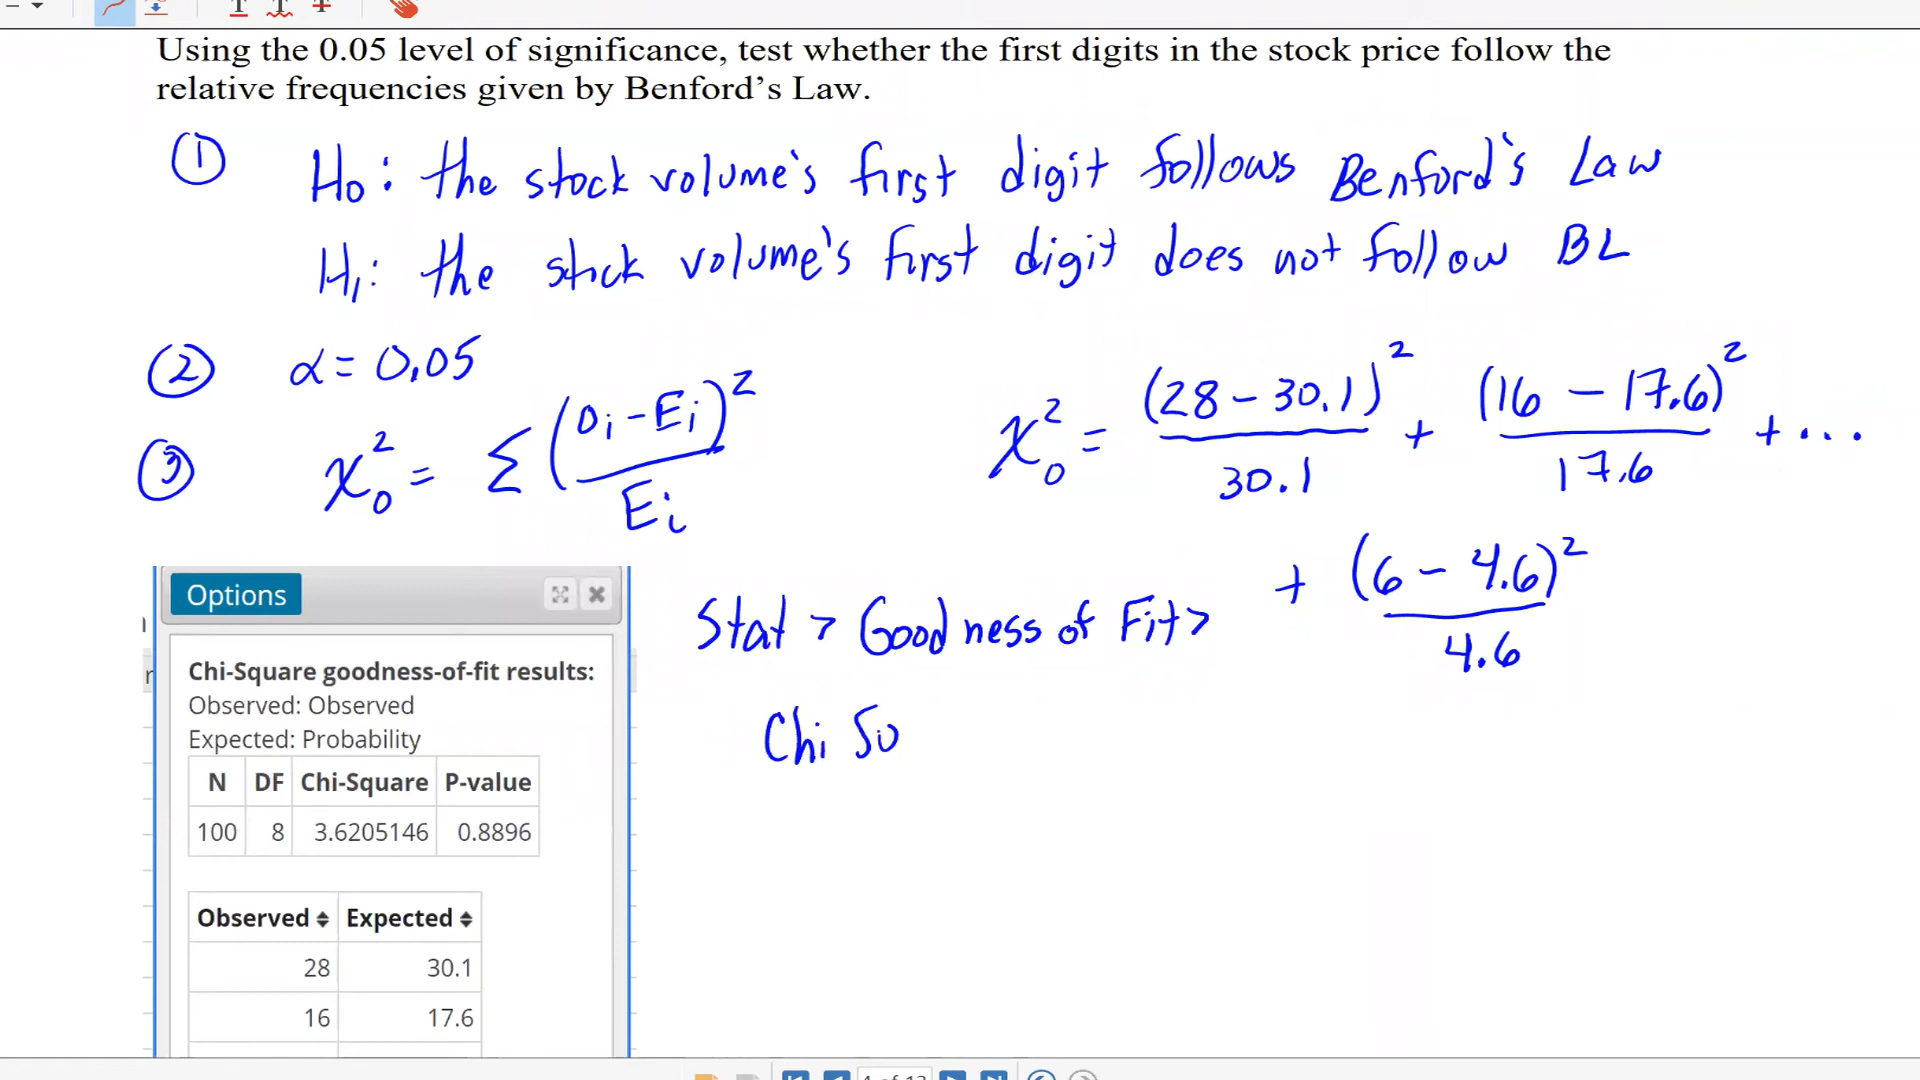 Using the 0.05 level of significance, test whether the first digits in the stock price follow the
relative frequencies given by Benford’s Law.
① H₀: the stock volume's first digit follows Benford's Law
H₁: the stock volume's first digit does not follow BL
② α = 0.05
③ χ₀² = Σ (Oᵢ - Eᵢ)² / Eᵢ
χ₀² = (28 - 30.1)² / 30.1 + (16 - 17.6)² / 17.6 + ...
+ (6 - 4.6)² / 4.6
Stat > Goodness of Fit >
Chi
Options
Chi-Square goodness-of-fit results:
Observed: Observed
Expected: Probability
N DF Chi-Square P-value
100 8 3.6205146 0.8896
Observed Expected
28 30.1
16 17.6